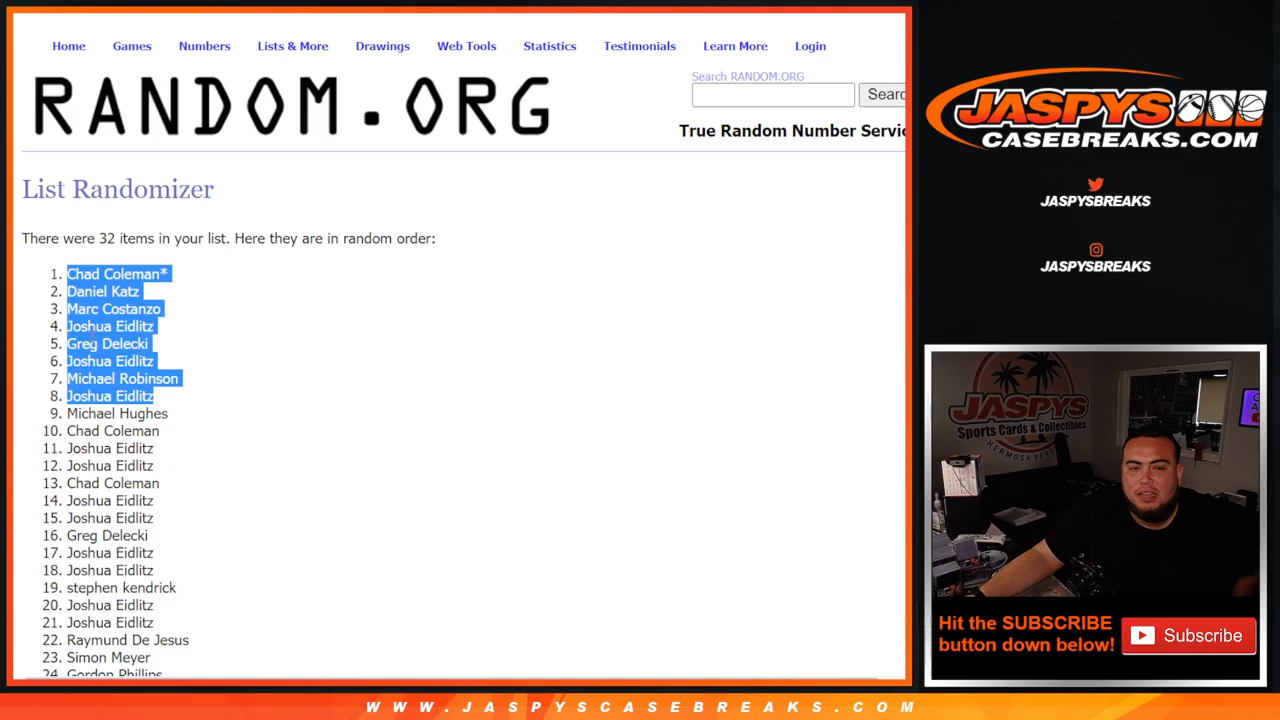 Home Games Numbers Lists & More Drawings Web Tools Statistics Testimonials Learn More Login
RANDOM.ORG
Search RANDOM.ORG
Searc
True Random Number Servic
List Randomizer
There were 32 items in your list. Here they are in random order:
1. Chad Coleman*
2. Daniel Katz
3. Marc Costanzo
4. Joshua Eidlitz
5. Greg Delecki
6. Joshua Eidlitz
7. Michael Robinson
8. Joshua Eidlitz
9. Michael Hughes
10. Chad Coleman
11. Joshua Eidlitz
12. Joshua Eidlitz
13. Chad Coleman
14. Joshua Eidlitz
15. Joshua Eidlitz
16. Greg Delecki
17. Joshua Eidlitz
18. Joshua Eidlitz
19. stephen kendrick
20. Joshua Eidlitz
21. Joshua Eidlitz
22. Raymund De Jesus
23. Simon Meyer
24. Gordon Phillips
JASPYS
CASEBREAKS.COM
JASPYSBREAKS
JASPYSBREAKS
JASPYS
Sports Cards & Collectibles
HERMOSA BEACH
Hit the SUBSCRIBE
button down below!
Subscribe
WWW.JASPYSCASEBREAKS.COM